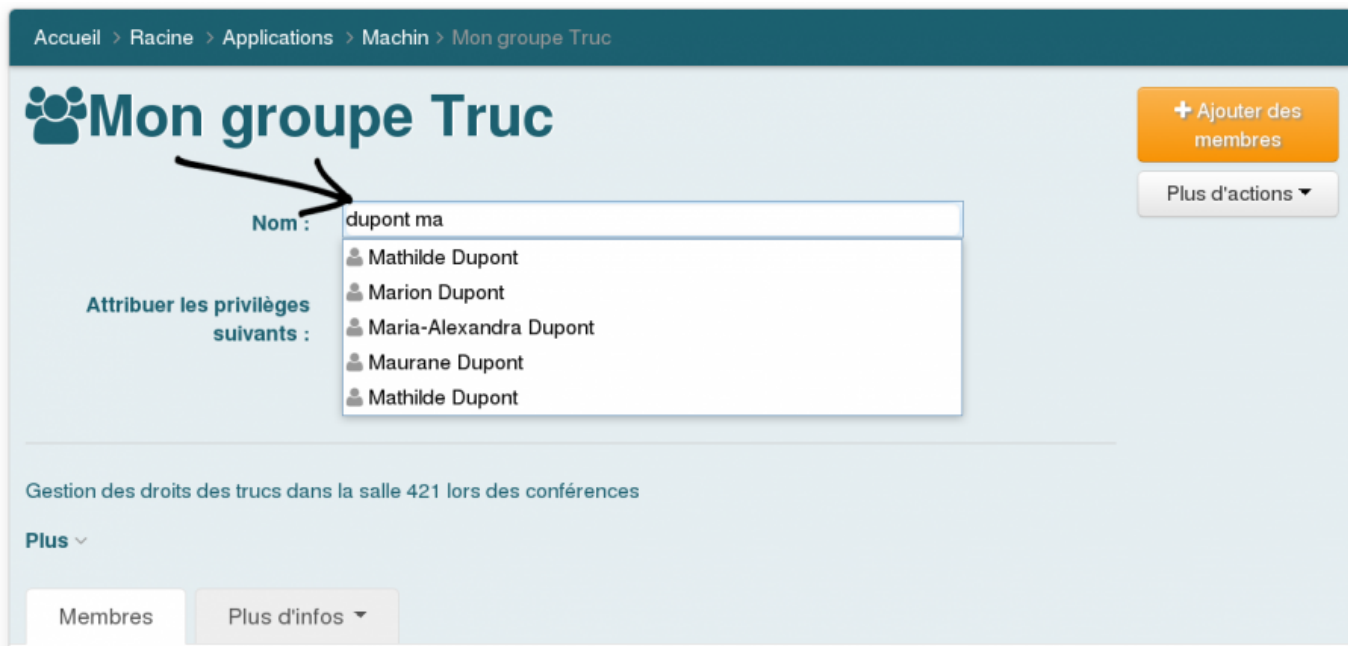 Accueil > Racine > Applications > Machin > Mon groupe Truc
Mon groupe Truc
+ Ajouter des
membres
Plus d'actions
Nom :
dupont ma
Mathilde Dupont
Marion Dupont
Maria-Alexandra Dupont
Maurane Dupont
Mathilde Dupont
Attribuer les privilèges
suivants :
Gestion des droits des trucs dans la salle 421 lors des conférences
Plus
Membres
Plus d'infos